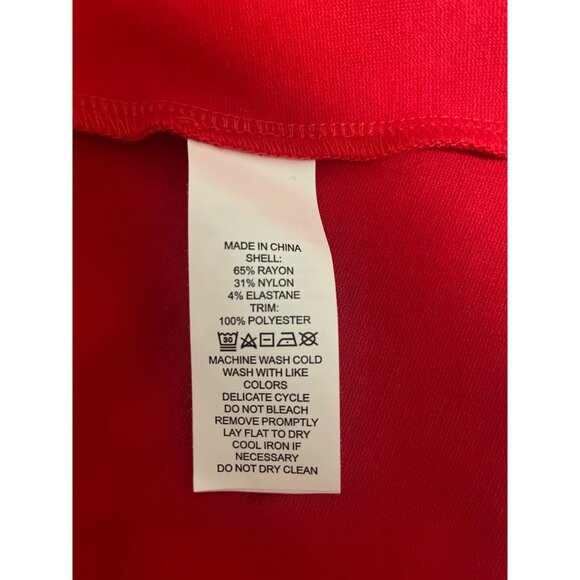 MADE IN CHINA
SHELL:
65% RAYON
31% NYLON
4% ELASTANE
TRIM:
100% POLYESTER
30
MACHINE WASH COLD
WASH WITH LIKE
COLORS
DELICATE CYCLE
DO NOT BLEACH
REMOVE PROMPTLY
LAY FLAT TO DRY
COOL IRON IF
NECESSARY
DO NOT DRY CLEAN